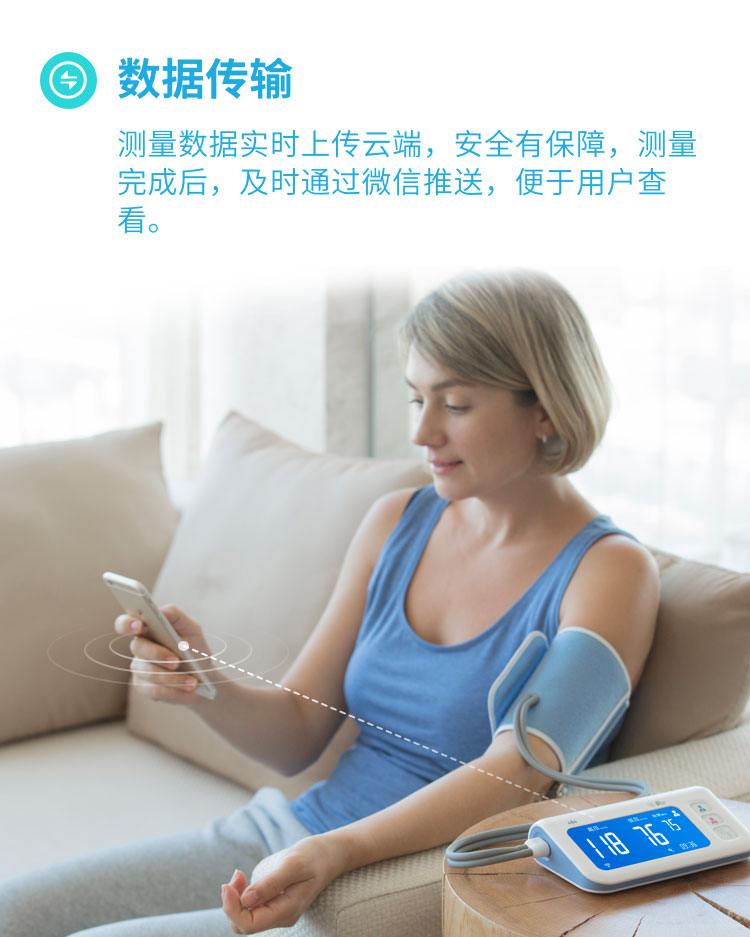 数据传输
测量数据实时上传云端，安全有保障，测量
完成后，及时通过微信推送，便于用户查
看。
118 76 75